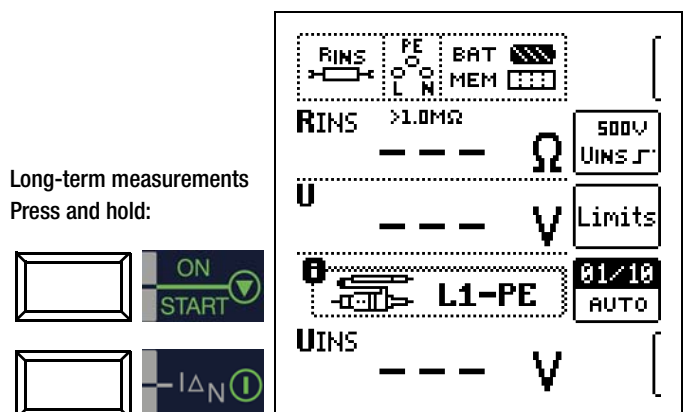 Long-term measurements
Press and hold:
ON
START
IΔN
RINS
PE
L N
BAT
MEM
RINS >1.0MΩ
--- Ω
500V
UINS
U
--- V
Limits
L1-PE
01/10
AUTO
UINS
--- V